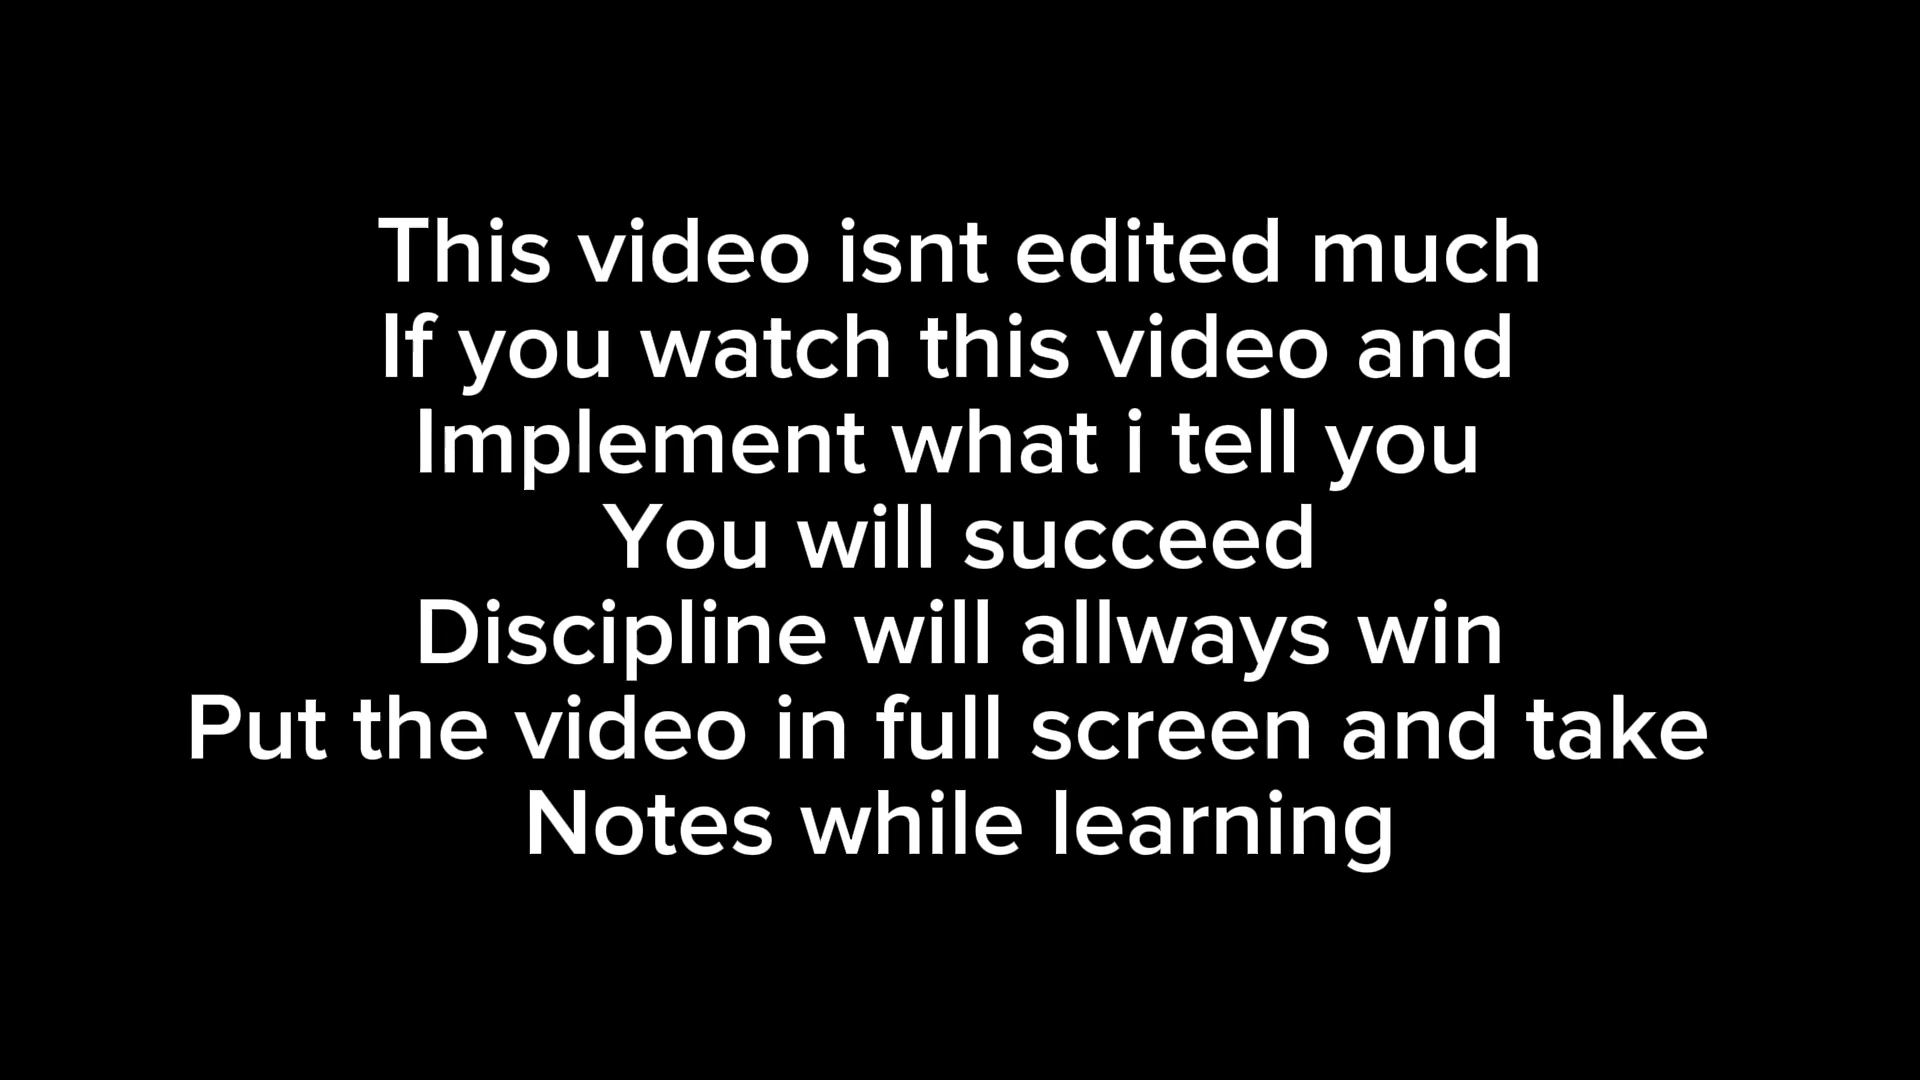 This video isnt edited much
If you watch this video and
Implement what i tell you
You will succeed
Discipline will allways win
Put the video in full screen and take
Notes while learning